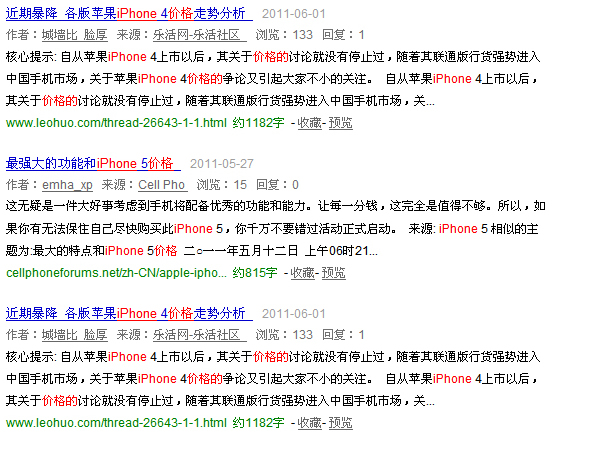 近期暴降 各版苹果iPhone 4价格走势分析 2011-06-01
作者：城墙比 脸厚 来源：乐活网-乐活社区 浏览：133 回复：1
核心提示: 自从苹果iPhone 4上市以后，其关于价格的讨论就没有停止过，随着其联通版行货强势进入
中国手机市场，关于苹果iPhone 4价格的争论又引起大家不小的关注。 自从苹果iPhone 4上市以后，
其关于价格的讨论就没有停止过，随着其联通版行货强势进入中国手机市场，关...
www.leohuo.com/thread-26643-1-1.html 约1182字 -收藏-预览
最强大的功能和iPhone 5价格 2011-05-27
作者：emha_xp 来源：Cell Pho 浏览：15 回复：0
这无疑是一件大好事考虑到手机将配备优秀的功能和能力。让每一分钱，这完全是值得不够。所以，如
果你有无法保住自己尽快购买此iPhone 5，你千万不要错过活动正式启动。 来源: iPhone 5 相似的主
题为:最大的特点和iPhone 5价格 二○一一年五月十二日 上午06时21...
cellphoneforums.net/zh-CN/apple-ipho... 约815字 -收藏-预览
近期暴降 各版苹果iPhone 4价格走势分析 2011-06-01
作者：城墙比 脸厚 来源：乐活网-乐活社区 浏览：133 回复：1
核心提示: 自从苹果iPhone 4上市以后，其关于价格的讨论就没有停止过，随着其联通版行货强势进入
中国手机市场，关于苹果iPhone 4价格的争论又引起大家不小的关注。 自从苹果iPhone 4上市以后，
其关于价格的讨论就没有停止过，随着其联通版行货强势进入中国手机市场，关...
www.leohuo.com/thread-26643-1-1.html 约1182字 -收藏-预览